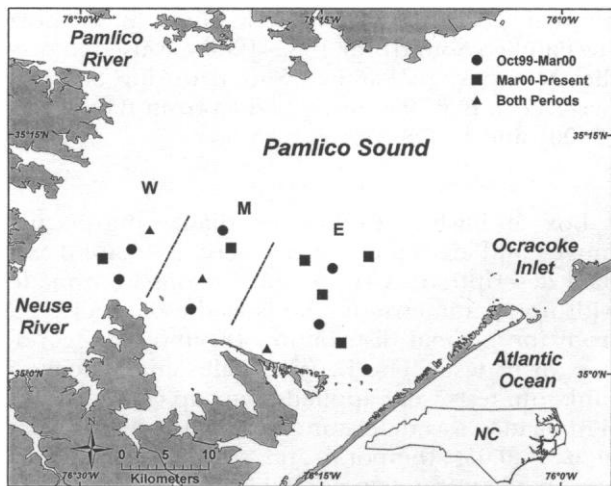 76°30'W
76°15'W
76°0'W
Pamlico
River
Oct99-Mar00
Mar00-Present
Both Periods
35°15'N
35°15'N
Pamlico Sound
W
M
E
Ocracoke
Inlet
Neuse
River
35°0'N
35°0'N
Atlantic
Ocean
NC
0
5
10
Kilometers
76°30'W
76°15'W
76°0'W